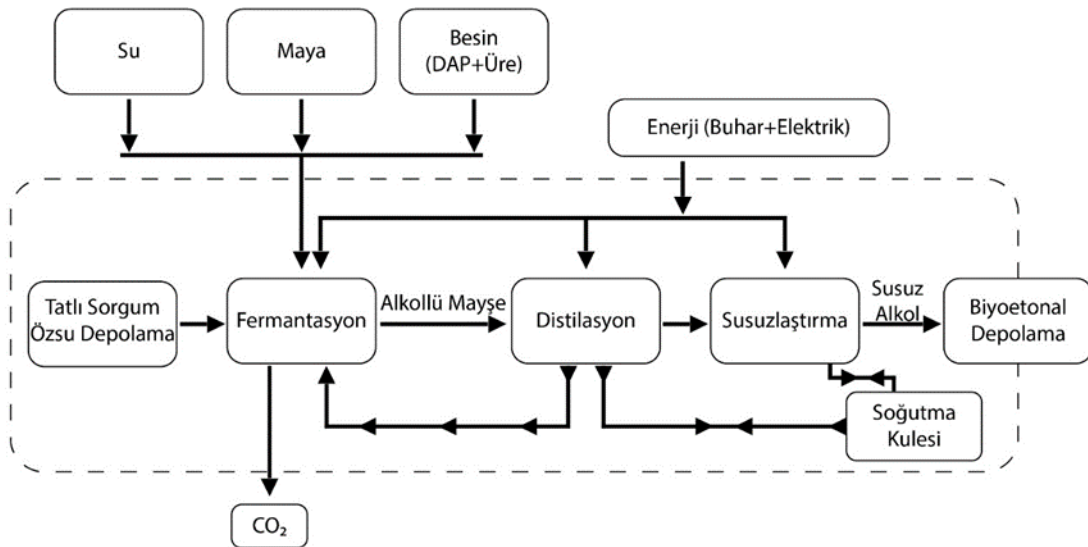 Su
Maya
Besin
(DAP+Üre)
Enerji (Buhar+Elektrik)
Tatlı Sorgum
Özsu Depolama
Fermantasyon
Alkollü Mayşe
Distilasyon
Susuzlaştırma
Susuz
Alkol
Biyoetonal
Depolama
Soğutma
Kulesi
CO₂